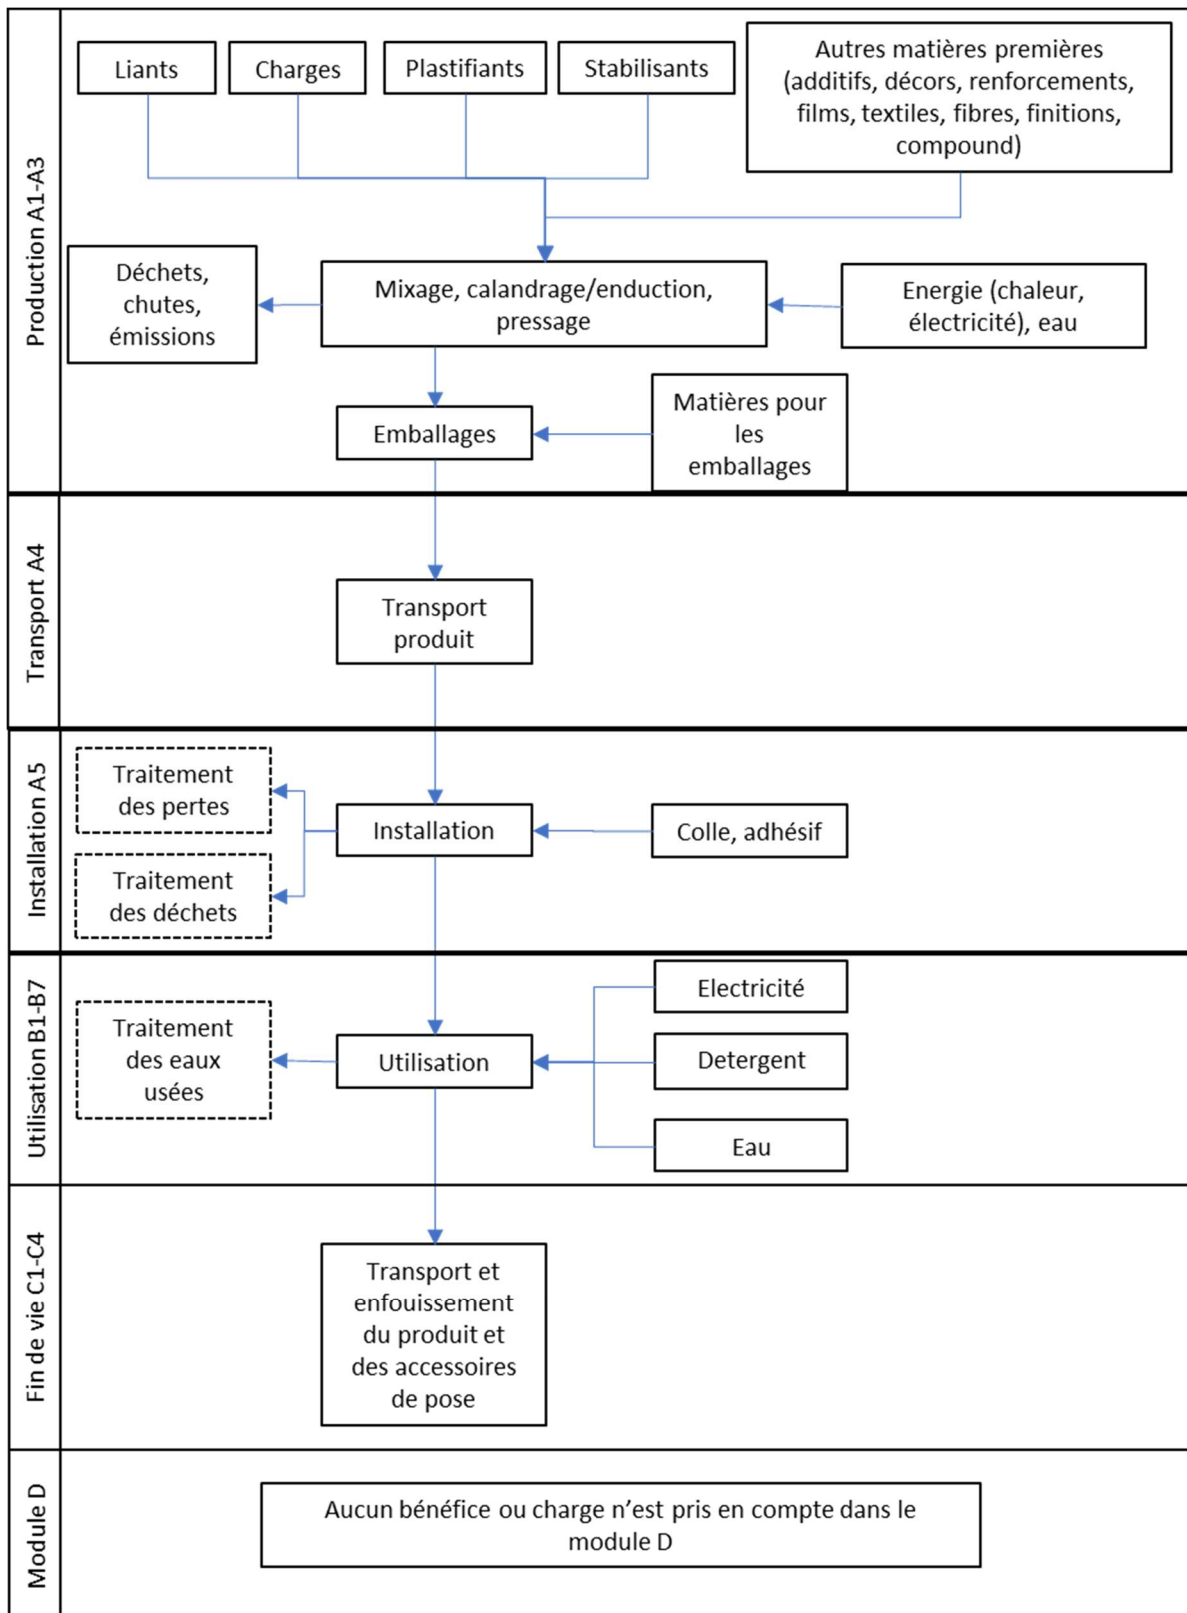 Production A1-A3
Liants
Charges
Plastifiants
Stabilisants
Autres matières premières
(additifs, décors, renforcements,
films, textiles, fibres, finitions,
compound)
Déchets,
chutes,
émissions
Mixage, calandrage/enduction,
pressage
Energie (chaleur,
électricité), eau
Emballages
Matières pour
les
emballages
Transport A4
Transport
produit
Installation A5
Traitement
des pertes
Installation
Colle, adhésif
Traitement
des déchets
Utilisation B1-B7
Traitement
des eaux
usées
Utilisation
Electricité
Detergent
Eau
Fin de vie C1-C4
Transport et
enfouissement
du produit et
des accessoires
de pose
Module D
Aucun bénéfice ou charge n’est pris en compte dans le
module D